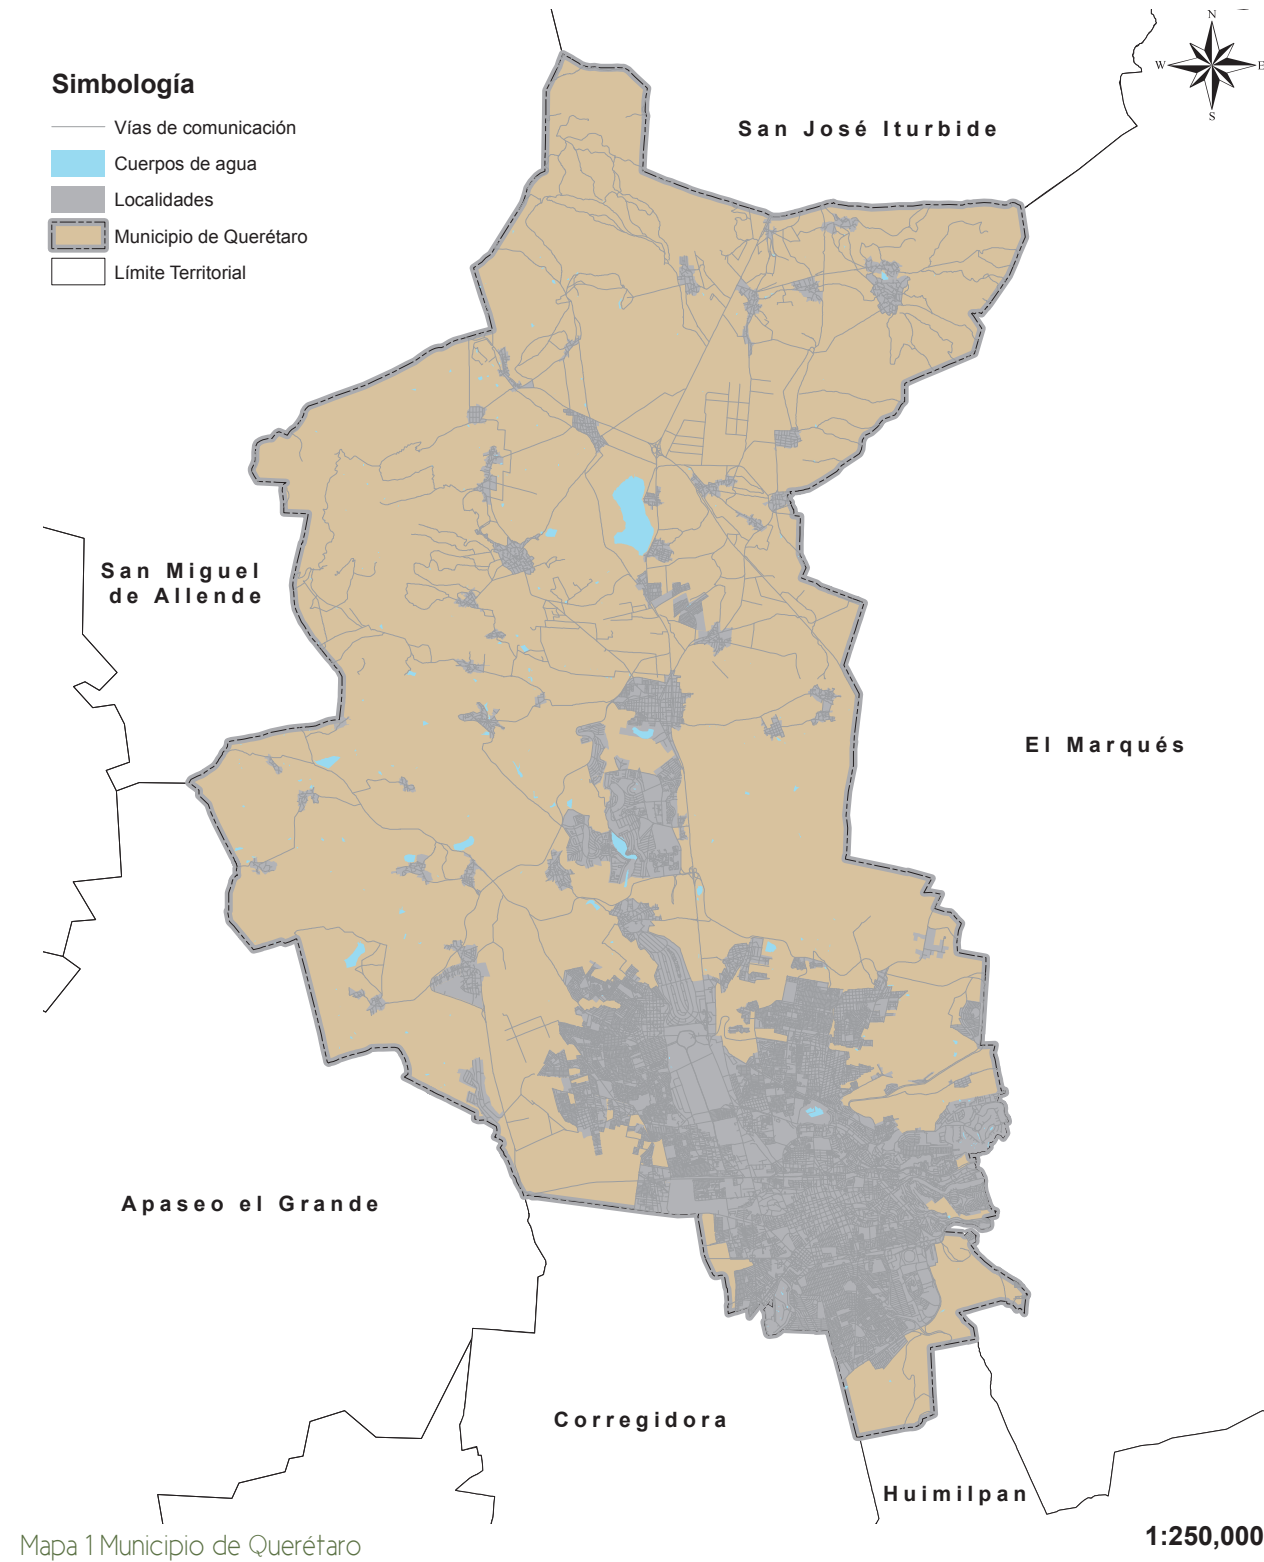 N
W
E
S
Simbología
Vías de comunicación
Cuerpos de agua
Localidades
Municipio de Querétaro
Límite Territorial
San José Iturbide
San Miguel
de Allende
El Marqués
Apaseo el Grande
Corregidora
Huimilpan
Mapa 1 Municipio de Querétaro
1:250,000